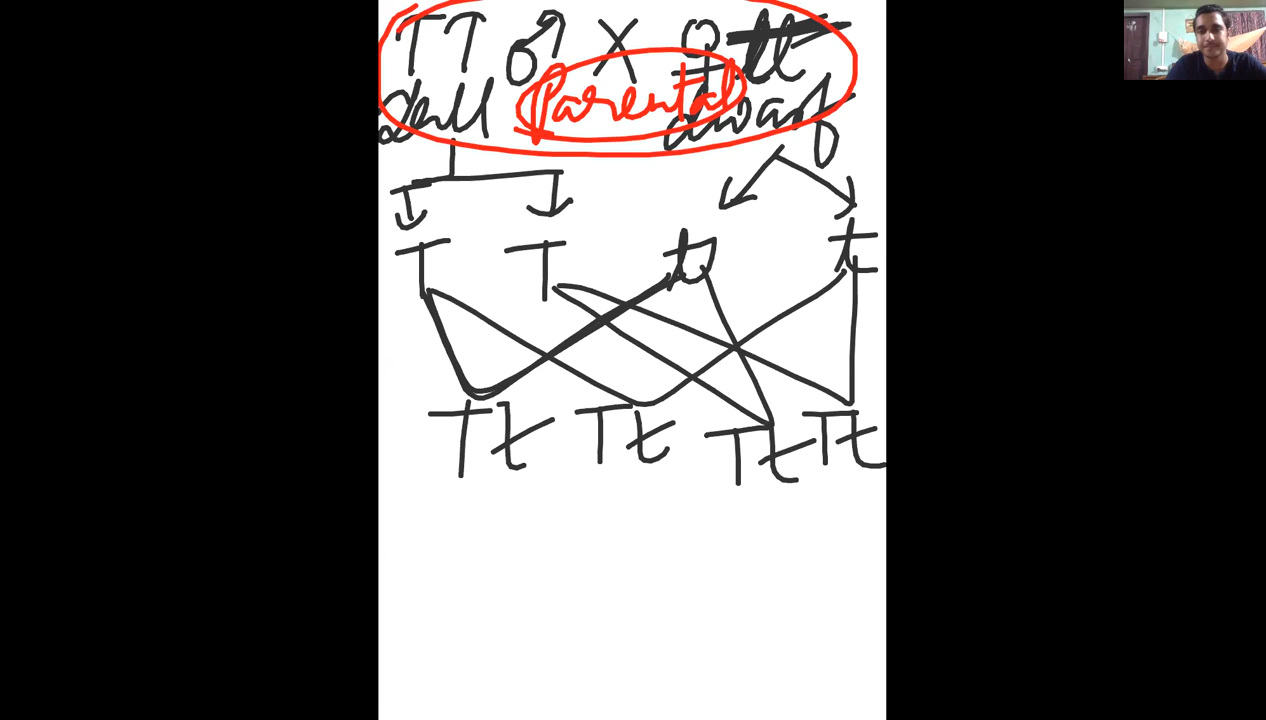 TT ♂ X ♀ tt
Tall Parental dwarf
T T t t
Tt Tt Tt Tt